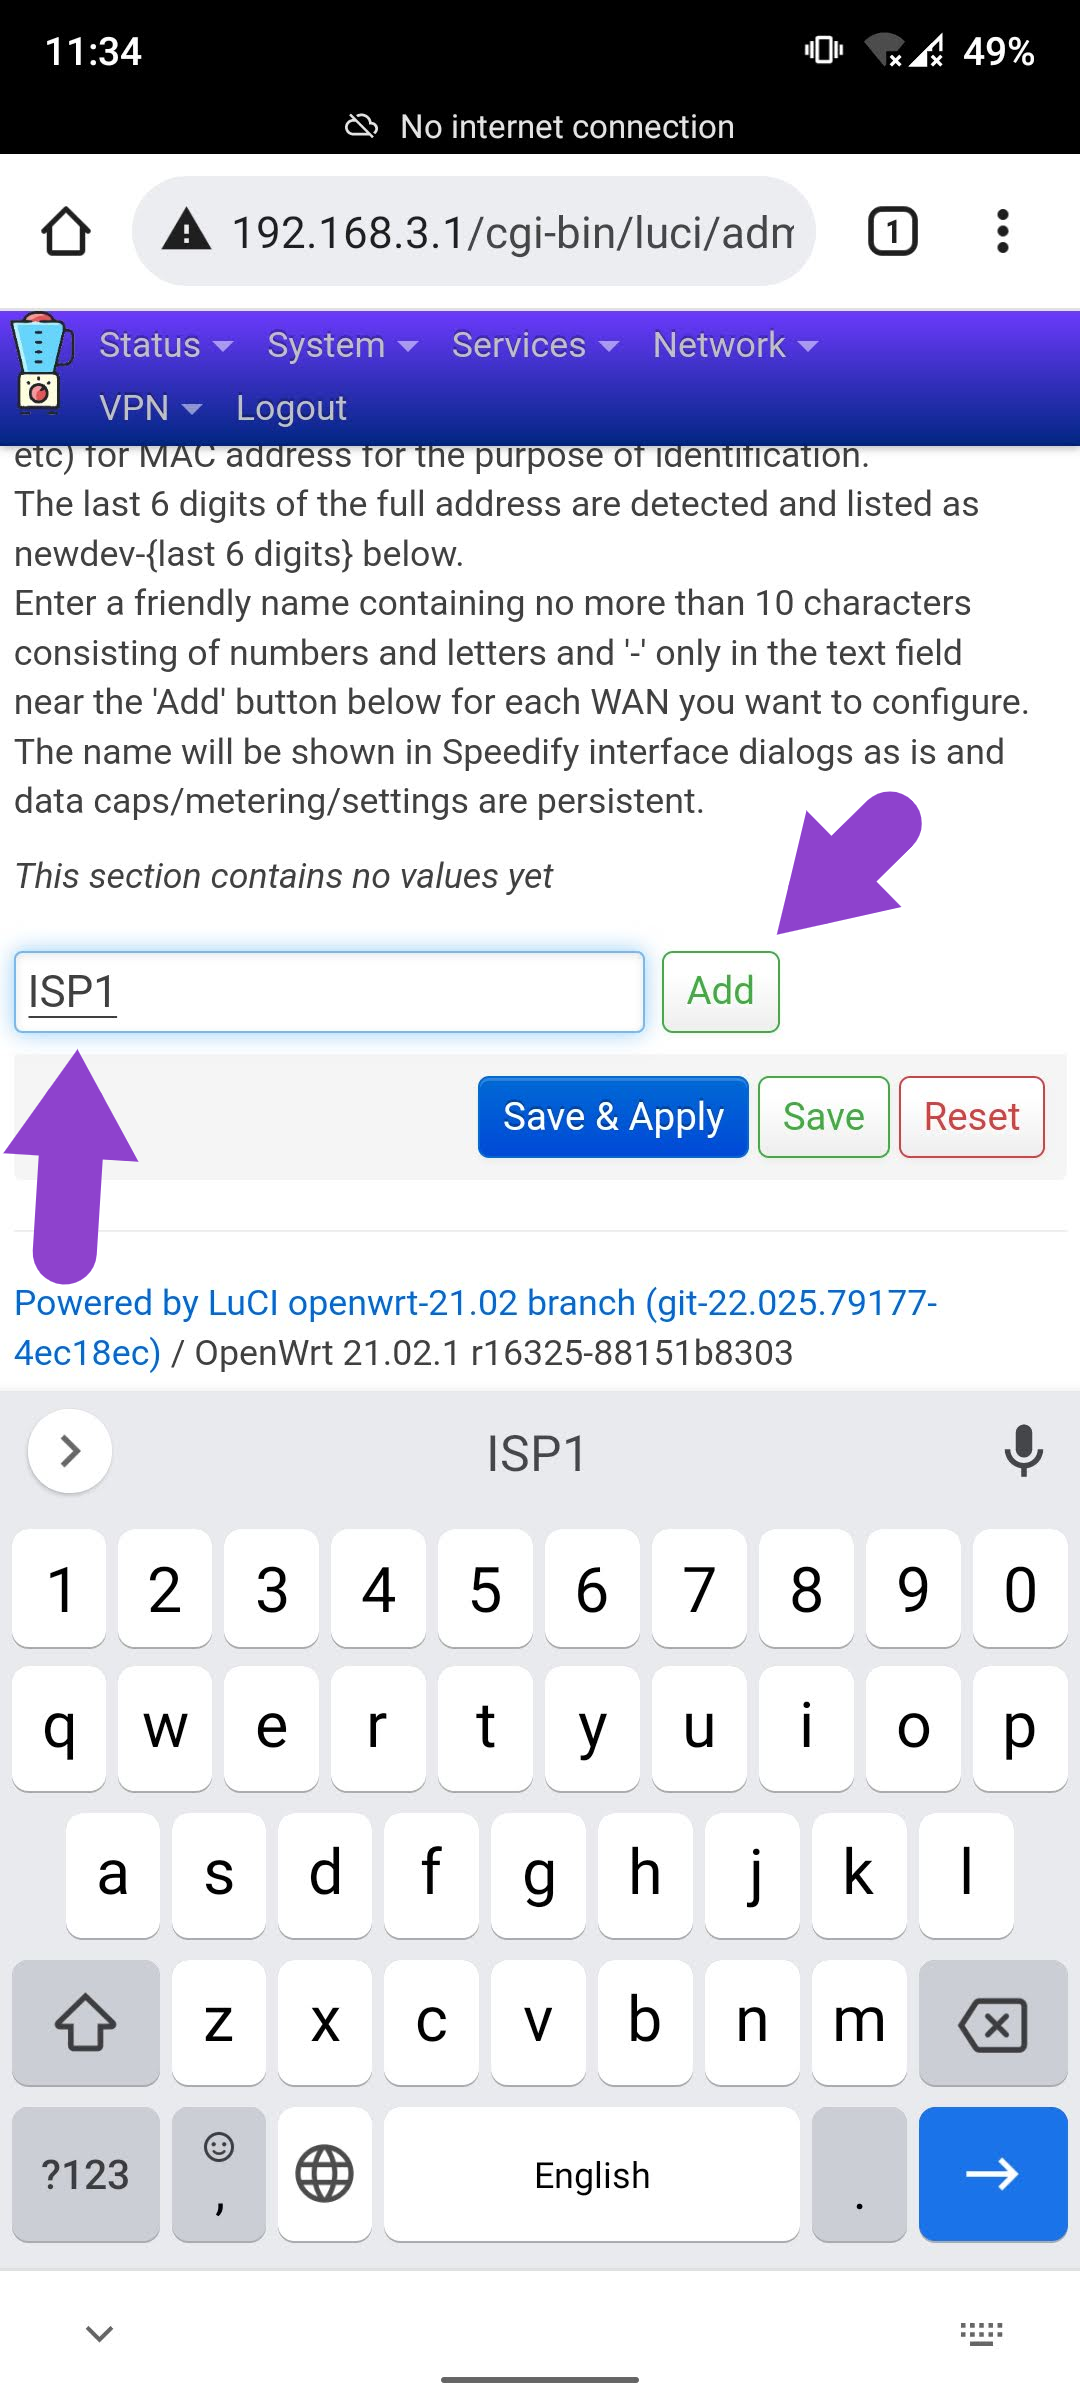 11:34
49%
No internet connection
192.168.3.1/cgi-bin/luci/adm
1
Status System Services Network
VPN Logout
etc) for MAC address for the purpose of identification.
The last 6 digits of the full address are detected and listed as
newdev-{last 6 digits} below.
Enter a friendly name containing no more than 10 characters
consisting of numbers and letters and '-' only in the text field
near the 'Add' button below for each WAN you want to configure.
The name will be shown in Speedify interface dialogs as is and
data caps/metering/settings are persistent.
This section contains no values yet
ISP1
Add
Save & Apply Save Reset
Powered by LuCI openwrt-21.02 branch (git-22.025.79177-
4ec18ec) / OpenWrt 21.02.1 r16325-88151b8303
ISP1
1 2 3 4 5 6 7 8 9 0
q w e r t y u i o p
a s d f g h j k l
z x c v b n m
?123 , English .